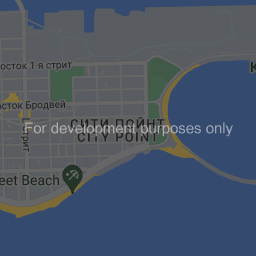 осток 1-я стрит
K
осток Бродвей
For development purposes only
стрит
СИТИ ПОЙНТ
CITY POINT
eet Beach